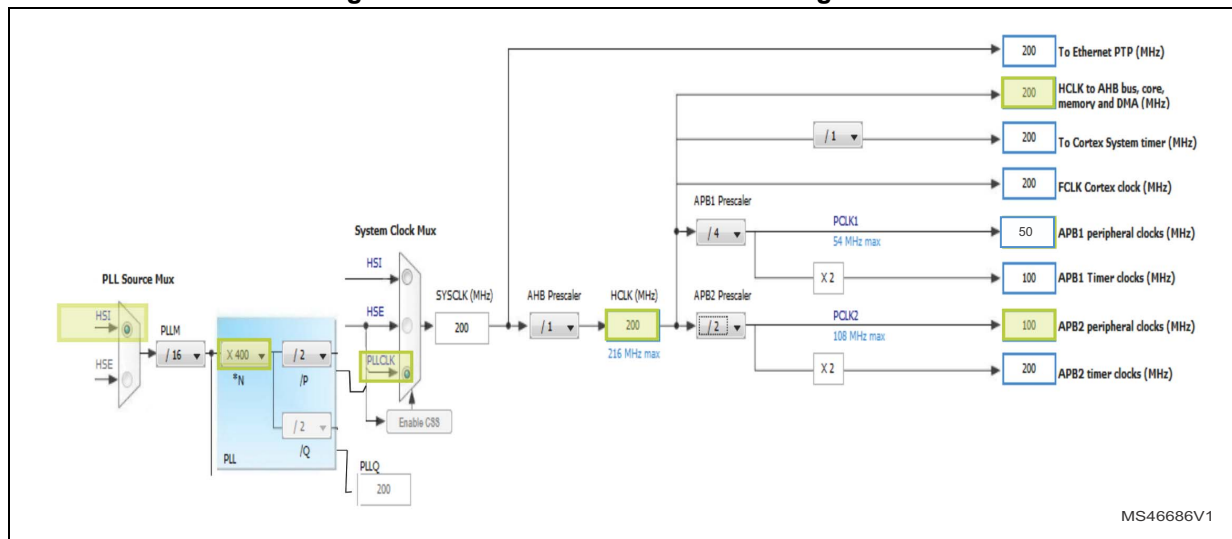 200 To Ethernet PTP (MHz)
200 HCLK to AHB bus, core,
memory and DMA (MHz)
/ 1 200 To Cortex System timer (MHz)
200 FCLK Cortex clock (MHz)
APB1 Prescaler
/ 4 PCLK1 50 APB1 peripheral clocks (MHz)
54 MHz max
X 2 100 APB1 Timer clocks (MHz)
System Clock Mux
HSI
PLL Source Mux
SYSCLK (MHz) AHB Prescaler HCLK (MHz) APB2 Prescaler
HSI PLLM HSE 200 / 1 200 / 2 PCLK2 100 APB2 peripheral clocks (MHz)
216 MHz max 108 MHz max
HSE / 16 X 400 / 2 PLLCLK
*N /P
X 2 200 APB2 timer clocks (MHz)
/ 2 Enable CSS
PLL /Q
PLLQ
200
MS46686V1